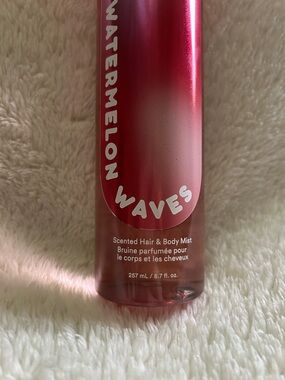 WATERMELON
WAVES
Scented Hair & Body Mist
Bruine parfumée pour
le corps et les cheveux
257 mL / 8.7 fl. oz.